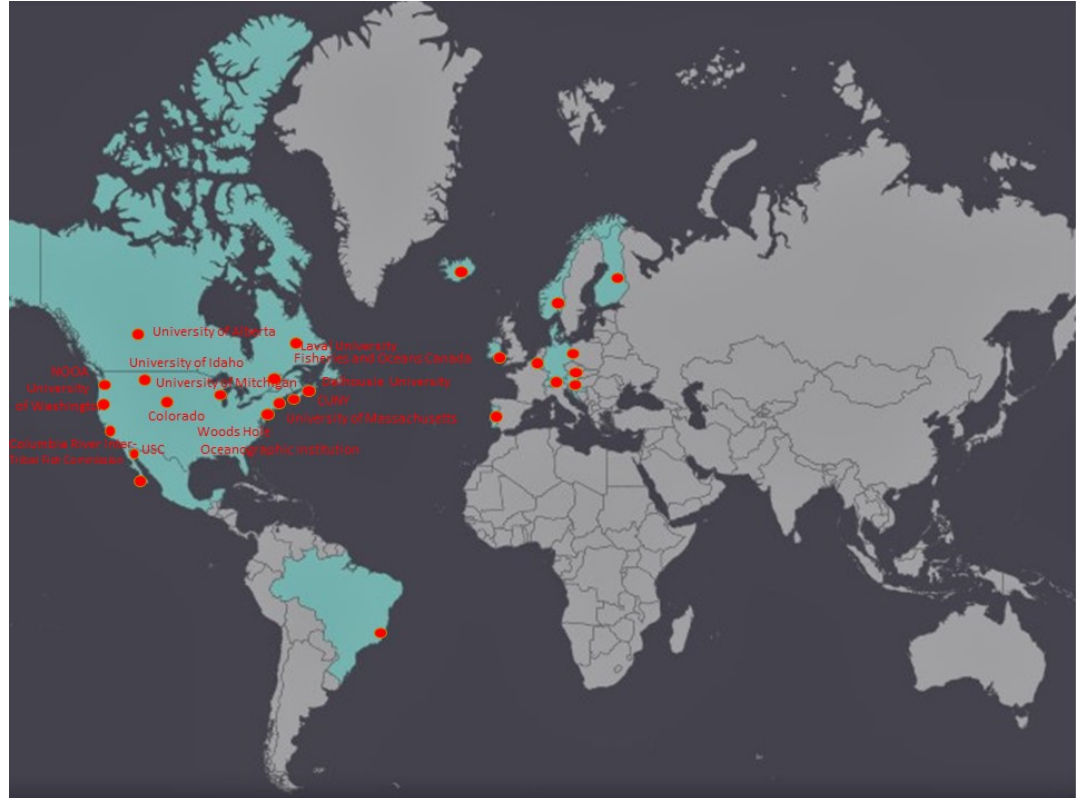 University of Alberta
Laval University
Fisheries and Oceans Canada
University of Idaho
NOOA
University of Mitchigan
Dalhousie University
University
of Washington
CUNY
Colorado
University of Massachusetts
Woods Hole
Oceanographic Institution
Columbia River Inter-
Tribal Fish Commission
USC